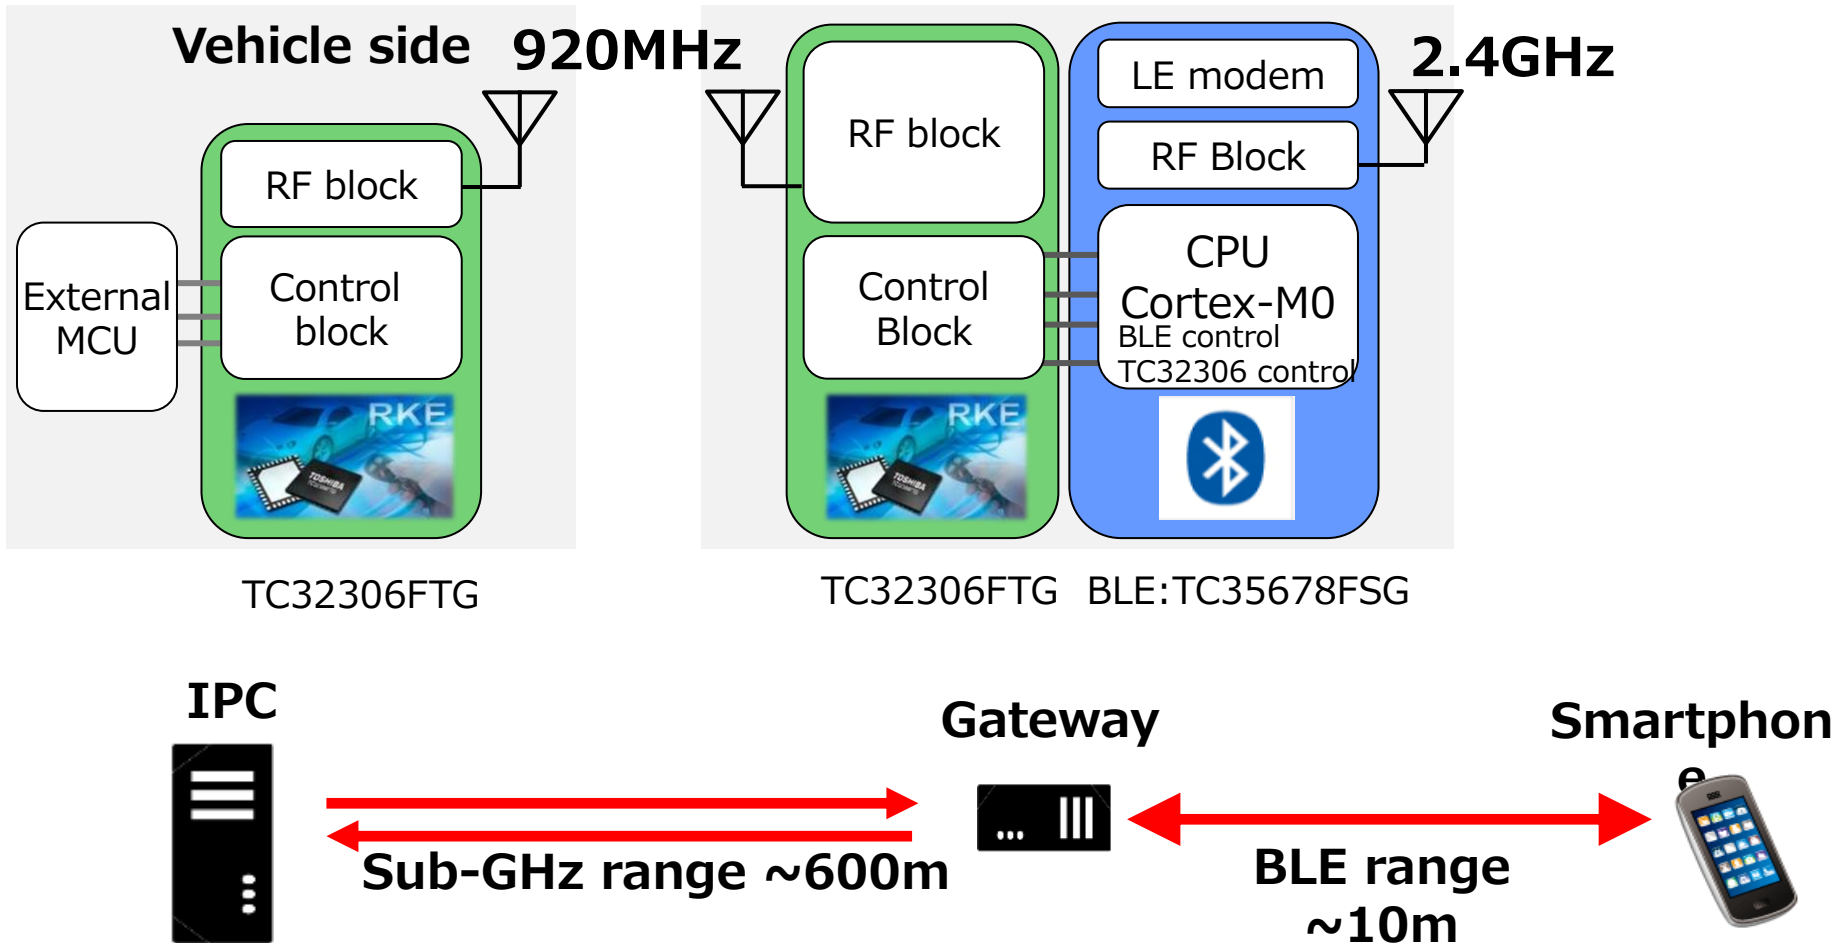 Vehicle side
920MHz
2.4GHz
RF block
Control
block
External
MCU
RKE
TOSHIBA
RF block
Control
Block
RKE
TOSHIBA
LE modem
RF Block
CPU
Cortex-M0
BLE control
TC32306 control
TC32306FTG
TC32306FTG
BLE:TC35678FSG
IPC
Gateway
Smartphon
e
Sub-GHz range ~600m
BLE range
~10m